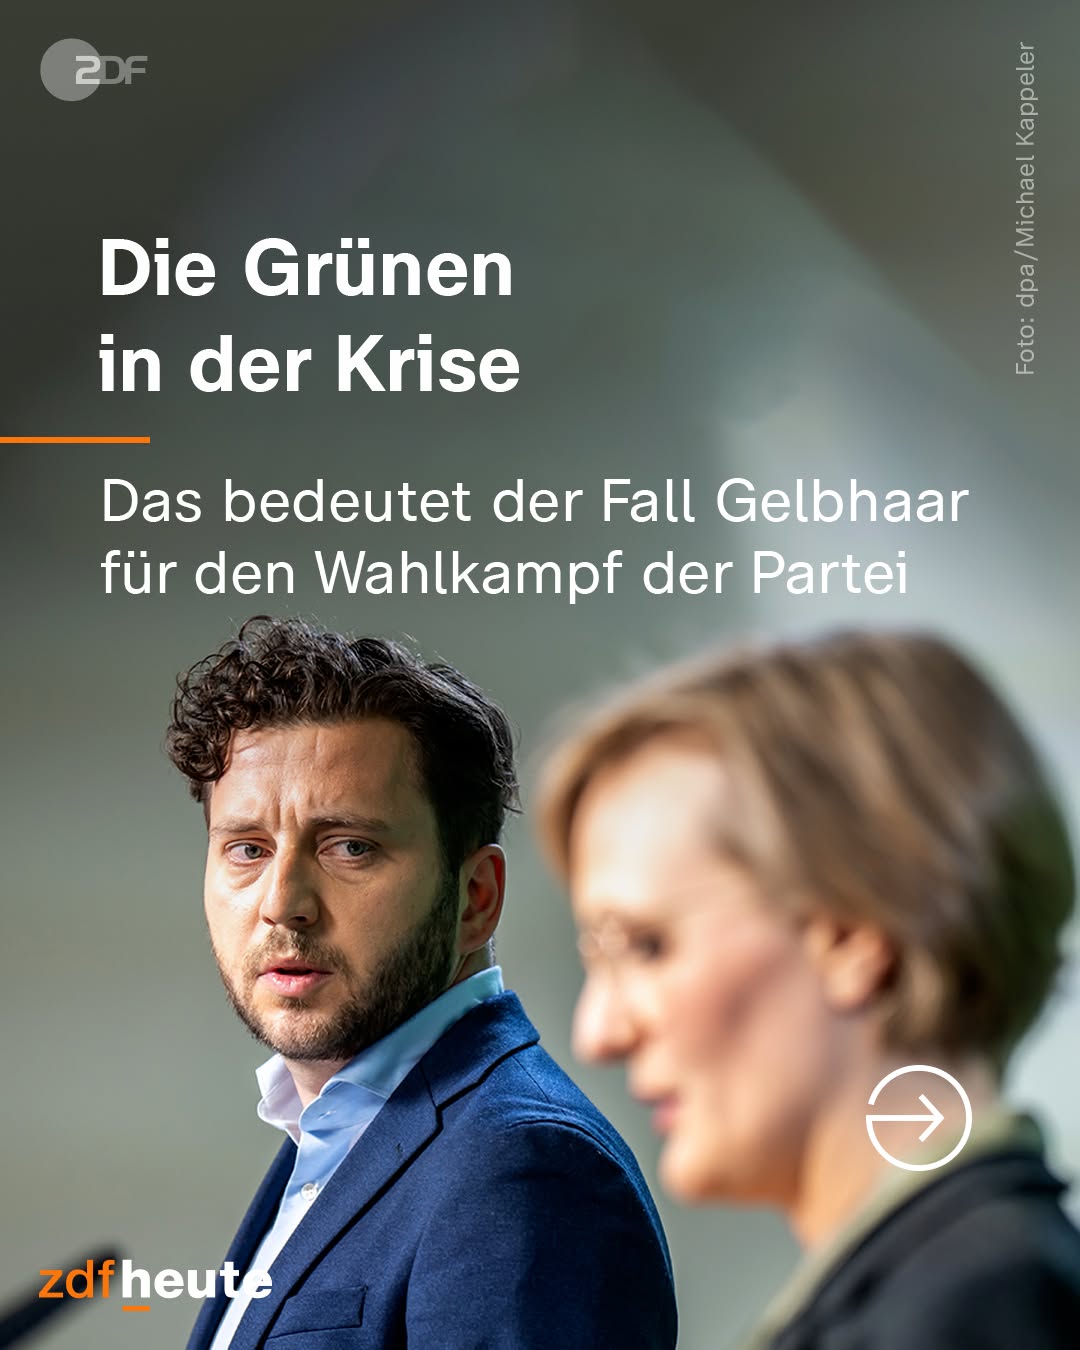 ZDF
Foto: dpa/Michael Kappeler
Die Grünen
in der Krise
Das bedeutet der Fall Gelbhaar
für den Wahlkampf der Partei
zdfheute